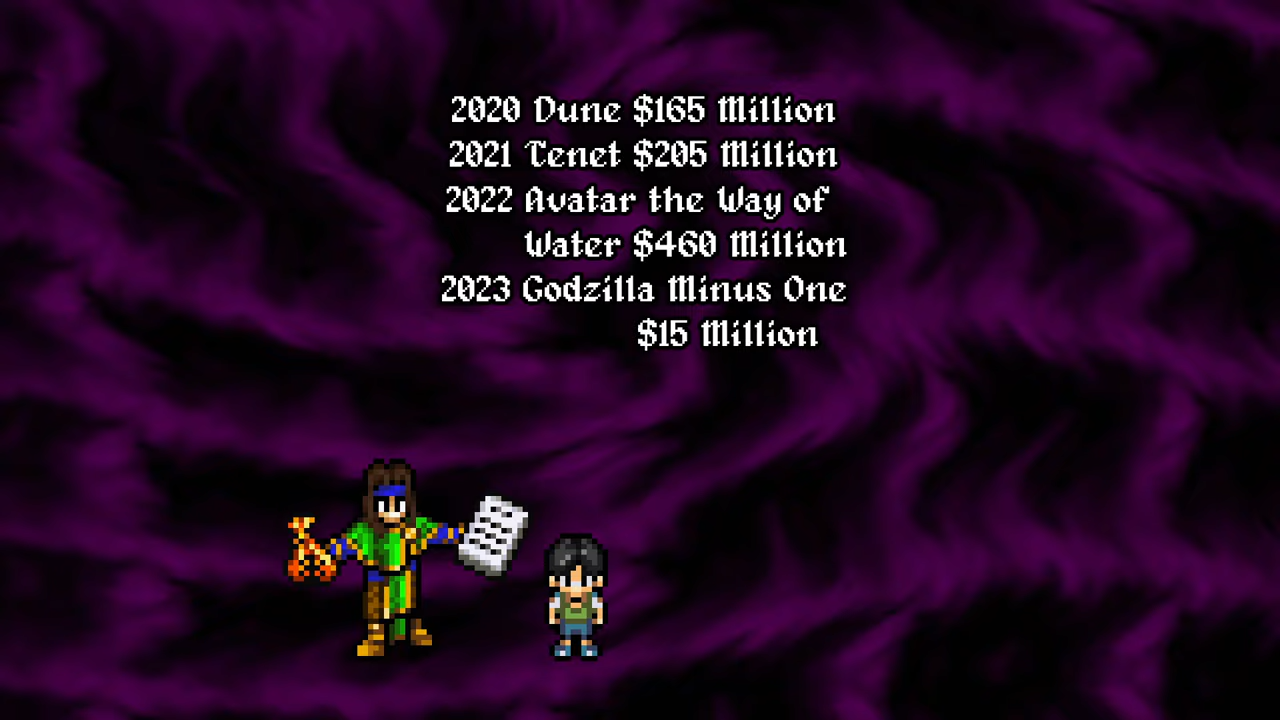 2020 Dune $165 Million
2021 Tenet $205 Million
2022 Avatar the Way of
Water $460 Million
2023 Godzilla Minus One
$15 Million